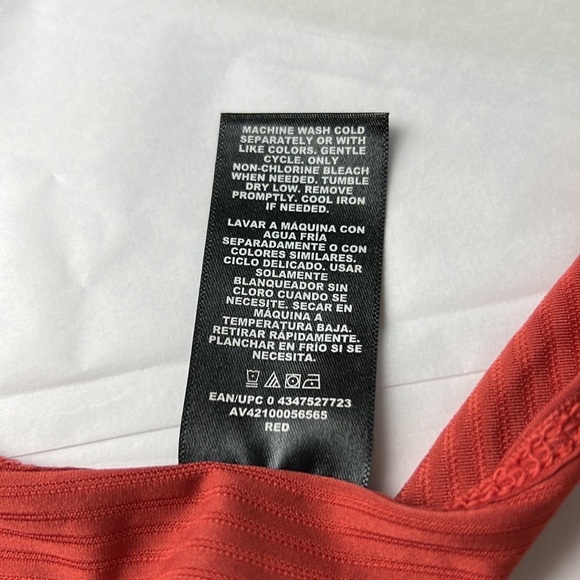 MACHINE WASH COLD
SEPARATELY OR WITH
LIKE COLORS. GENTLE
CYCLE. ONLY
NON-CHLORINE BLEACH
WHEN NEEDED. TUMBLE
DRY LOW. REMOVE
PROMPTLY. COOL IRON
IF NEEDED.
LAVAR A MÁQUINA CON
AGUA FRÍA
SEPARADAMENTE O CON
COLORES SIMILARES.
CICLO DELICADO. USAR
SOLAMENTE
BLANQUEADOR SIN
CLORO CUANDO SE
NECESITE. SECAR EN
MÁQUINA A
TEMPERATURA BAJA.
RETIRAR RÁPIDAMENTE.
PLANCHAR EN FRÍO SI SE
NECESITA.
EAN/UPC 0 4347527723
AV42100056565
RED